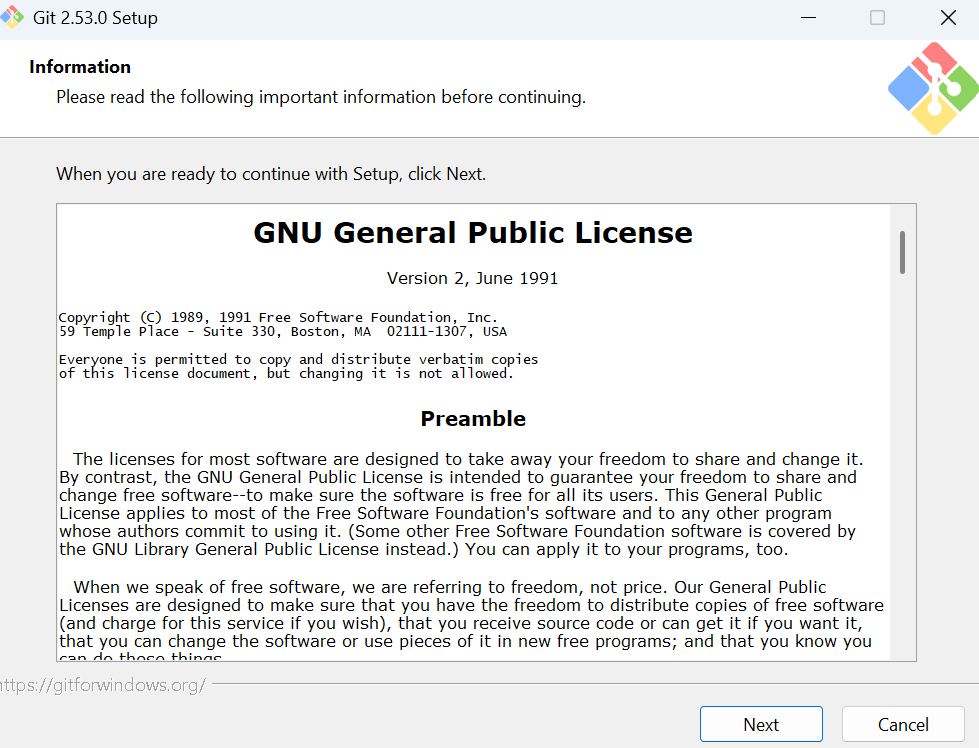 Git 2.53.0 Setup
Information
Please read the following important information before continuing.
When you are ready to continue with Setup, click Next.
GNU General Public License
Version 2, June 1991
Copyright (C) 1989, 1991 Free Software Foundation, Inc.
59 Temple Place - Suite 330, Boston, MA  02111-1307, USA
Everyone is permitted to copy and distribute verbatim copies
of this license document, but changing it is not allowed.
Preamble
The licenses for most software are designed to take away your freedom to share and change it.
By contrast, the GNU General Public License is intended to guarantee your freedom to share and
change free software--to make sure the software is free for all its users. This General Public
License applies to most of the Free Software Foundation's software and to any other program
whose authors commit to using it. (Some other Free Software Foundation software is covered by
the GNU Library General Public License instead.) You can apply it to your programs, too.
When we speak of free software, we are referring to freedom, not price. Our General Public
Licenses are designed to make sure that you have the freedom to distribute copies of free software
(and charge for this service if you wish), that you receive source code or can get it if you want it,
that you can change the software or use pieces of it in new free programs; and that you know you
can do these things.
https://gitforwindows.org/
Next
Cancel